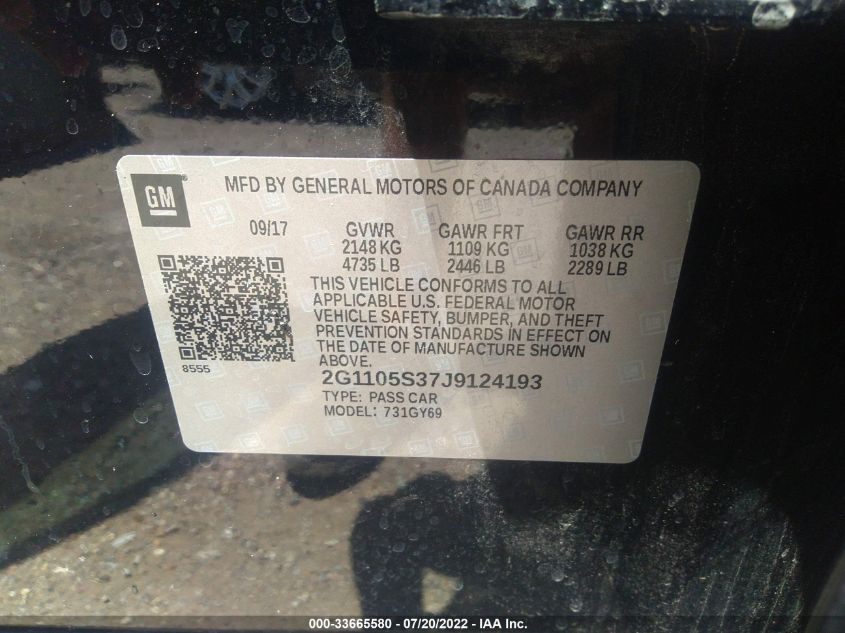 GM
MFD BY GENERAL MOTORS OF CANADA COMPANY
09/17 GVWR GAWR FRT GAWR RR
2148 KG 1109 KG 1038 KG
4735 LB 2446 LB 2289 LB
THIS VEHICLE CONFORMS TO ALL
APPLICABLE U.S. FEDERAL MOTOR
VEHICLE SAFETY, BUMPER, AND THEFT
PREVENTION STANDARDS IN EFFECT ON
THE DATE OF MANUFACTURE SHOWN
ABOVE.
8555
2G1105S37J9124193
TYPE: PASS CAR
MODEL: 731GY69
000-33665580 / 07/20/2022 - IAA Inc.